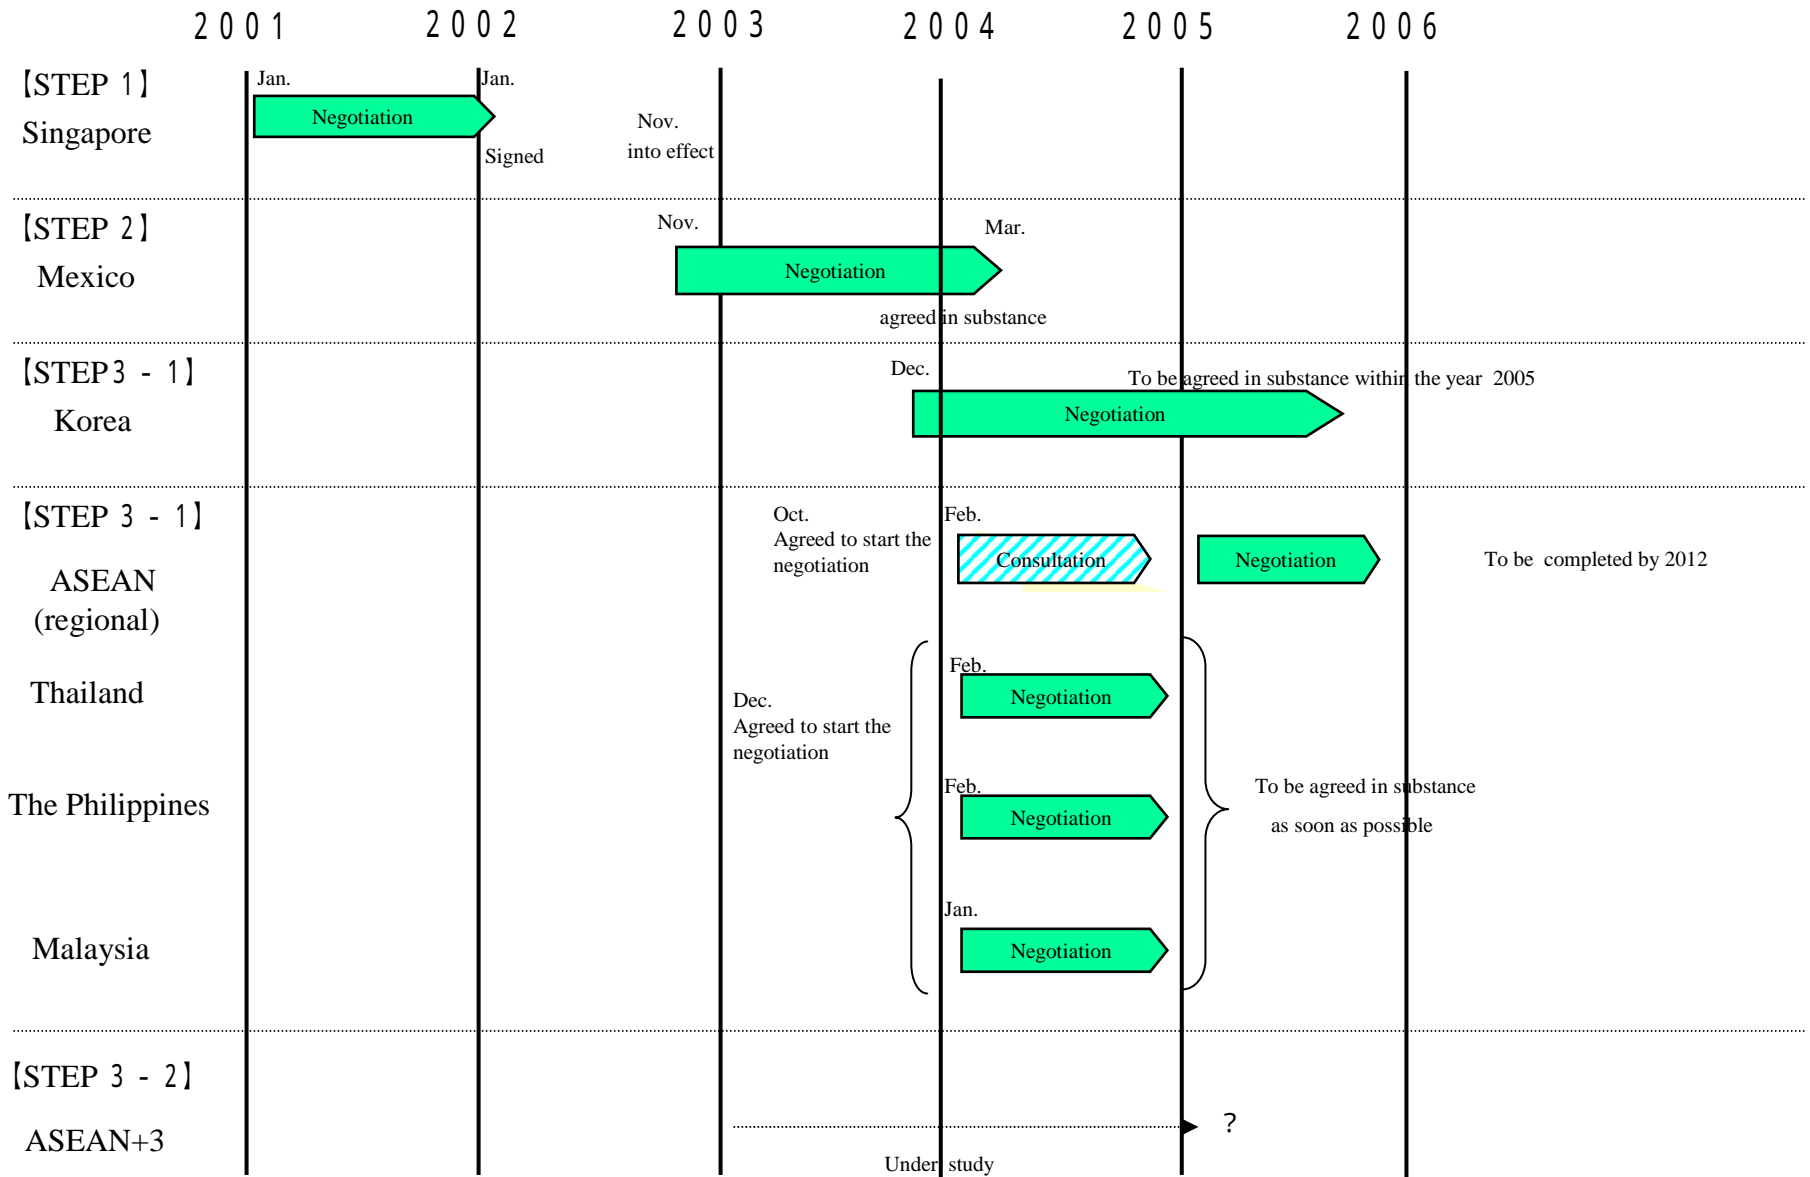 2001 2002 2003 2004 2005 2006
【STEP 1】
Singapore
Jan.
Negotiation
Jan.
Signed
Nov.
into effect
【STEP 2】
Mexico
Nov.
Negotiation
Mar.
agreed in substance
【STEP3 - 1】
Korea
Dec.
To be agreed in substance within the year 2005
Negotiation
【STEP 3 - 1】
ASEAN
(regional)
Oct.
Agreed to start the
negotiation
Feb.
Consultation
Negotiation
To be completed by 2012
Thailand
Feb.
Negotiation
Dec.
Agreed to start the
negotiation
The Philippines
Feb.
Negotiation
To be agreed in substance
as soon as possible
Malaysia
Jan.
Negotiation
【STEP 3 - 2】
ASEAN+3
?
Under study